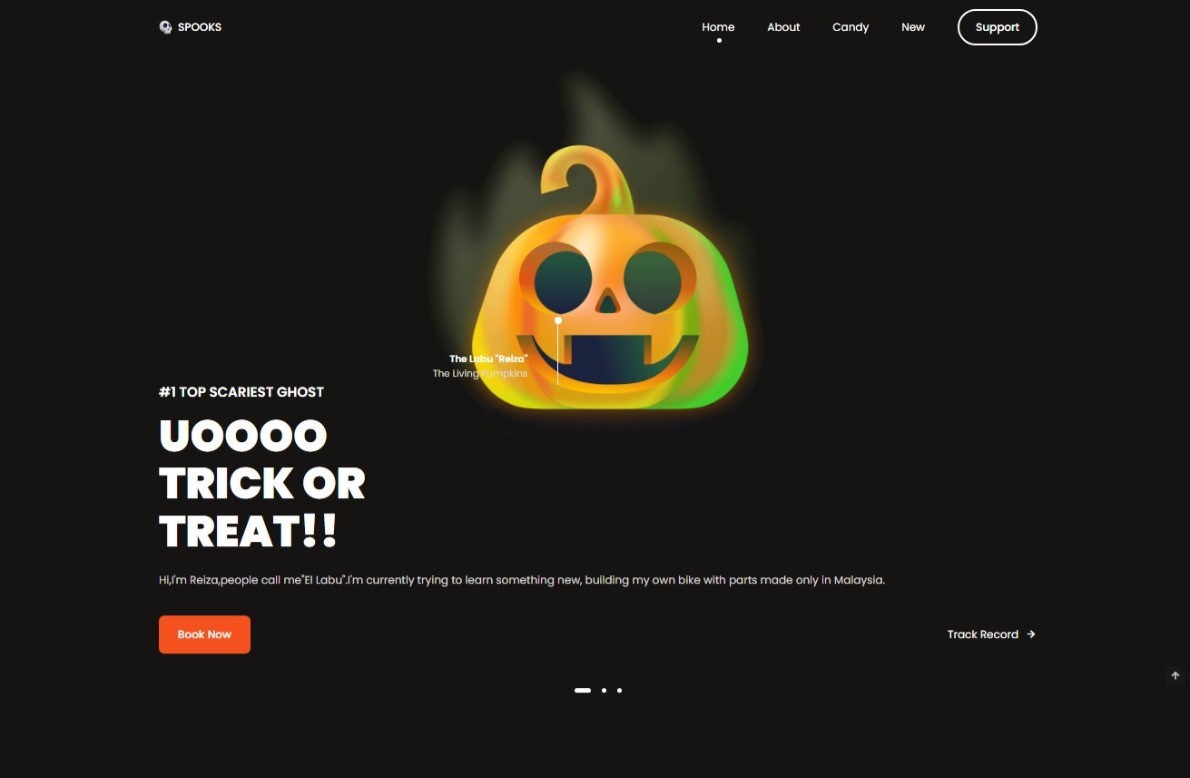 SPOOKS
Home
About
Candy
New
Support
The Labu "Reiza"
The Living Pumpkins
#1 TOP SCARIEST GHOST
UOOOO
TRICK OR
TREAT!!
Hi,I'm Reiza,people call me"El Labu".I'm currently trying to learn something new, building my own bike with parts made only in Malaysia.
Book Now
Track Record